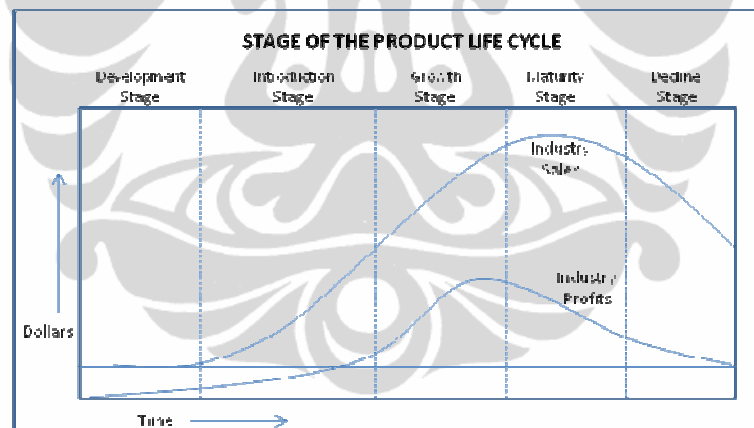 STAGE OF THE PRODUCT LIFE CYCLE
Development
Stage
Introduction
Stage
Growth
Stage
Maturity
Stage
Decline
Stage
Industry
Sales
Industry
Profits
Dollars
Time